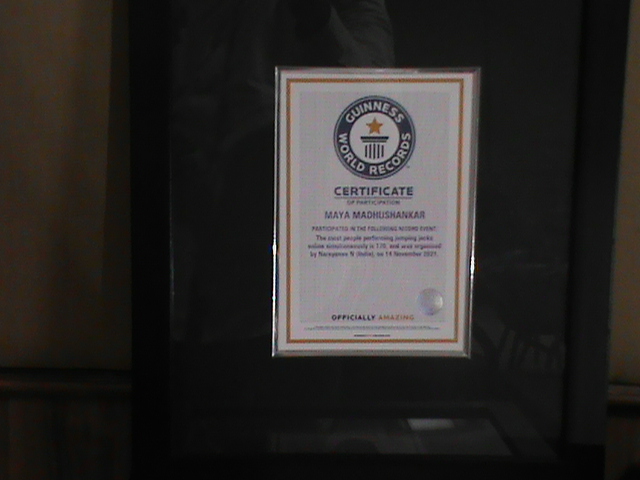 GUINNESS
WORLD RECORDS
CERTIFICATE
OF PARTICIPATION
MAYA MADHUSHANKAR
PARTICIPATED IN THE FOLLOWING RECORD EVENT
The most people performing jumping jacks
online simultaneously is 170, and was organised
by Narayanan N (India), on 14 November 2021.
OFFICIALLY AMAZING